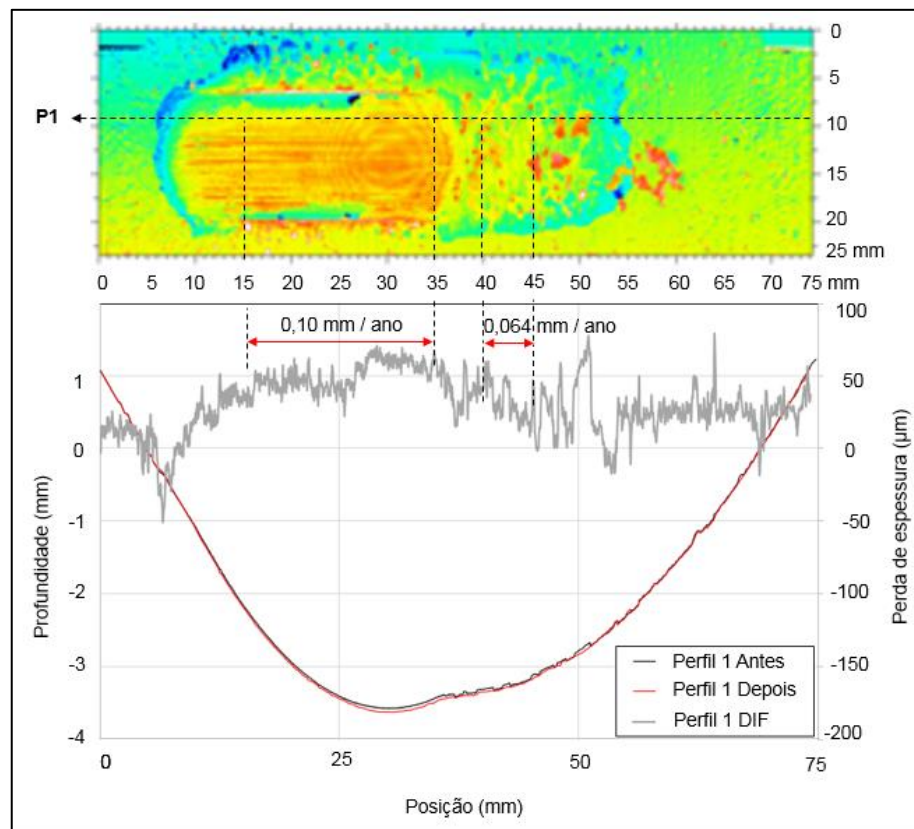 0
5
P1
10
15
20
25 mm
0 5 10 15 20 25 30 35 40 45 50 55 60 65 70 75 mm
100
0,10 mm / ano
0,064 mm / ano
1
50
0
0
-1
-50
-2
-100
-3
-150
-4
-200
Profundidade (mm)
Perda de espessura (µm)
Perfil 1 Antes
Perfil 1 Depois
Perfil 1 DIF
0 25 50 75
Posição (mm)